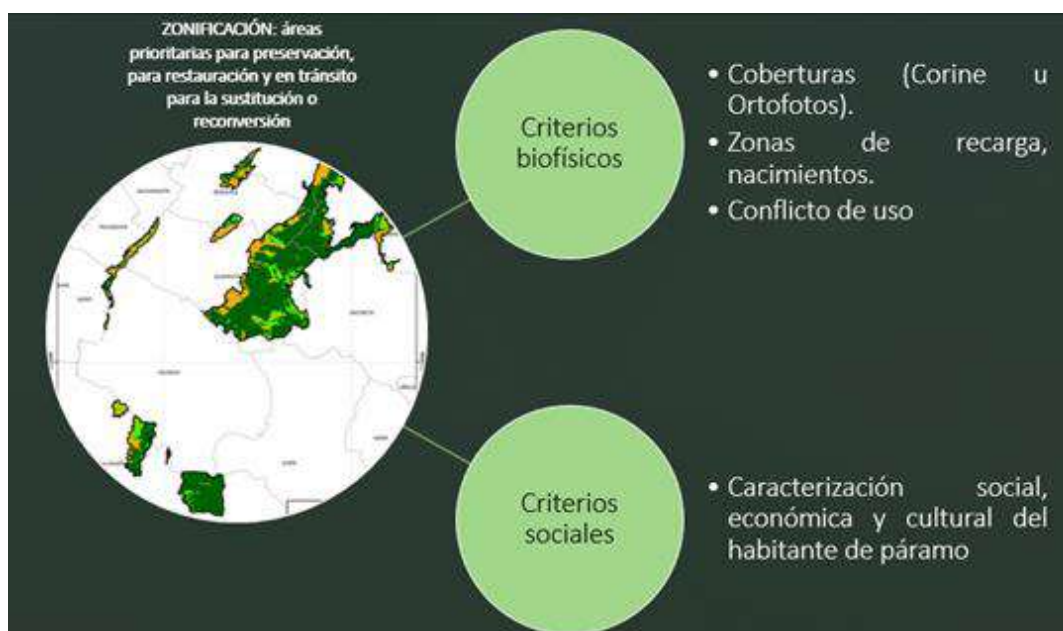 ZONIFICACIÓN: áreas
prioritarias para preservación,
para restauración y en tránsito
para la sustitución o
reconversión
Criterios
biofísicos
• Coberturas (Corine u
Ortofotos).
• Zonas de recarga,
nacimientos.
• Conflicto de uso
Criterios
sociales
• Caracterización social,
económica y cultural del
habitante de páramo